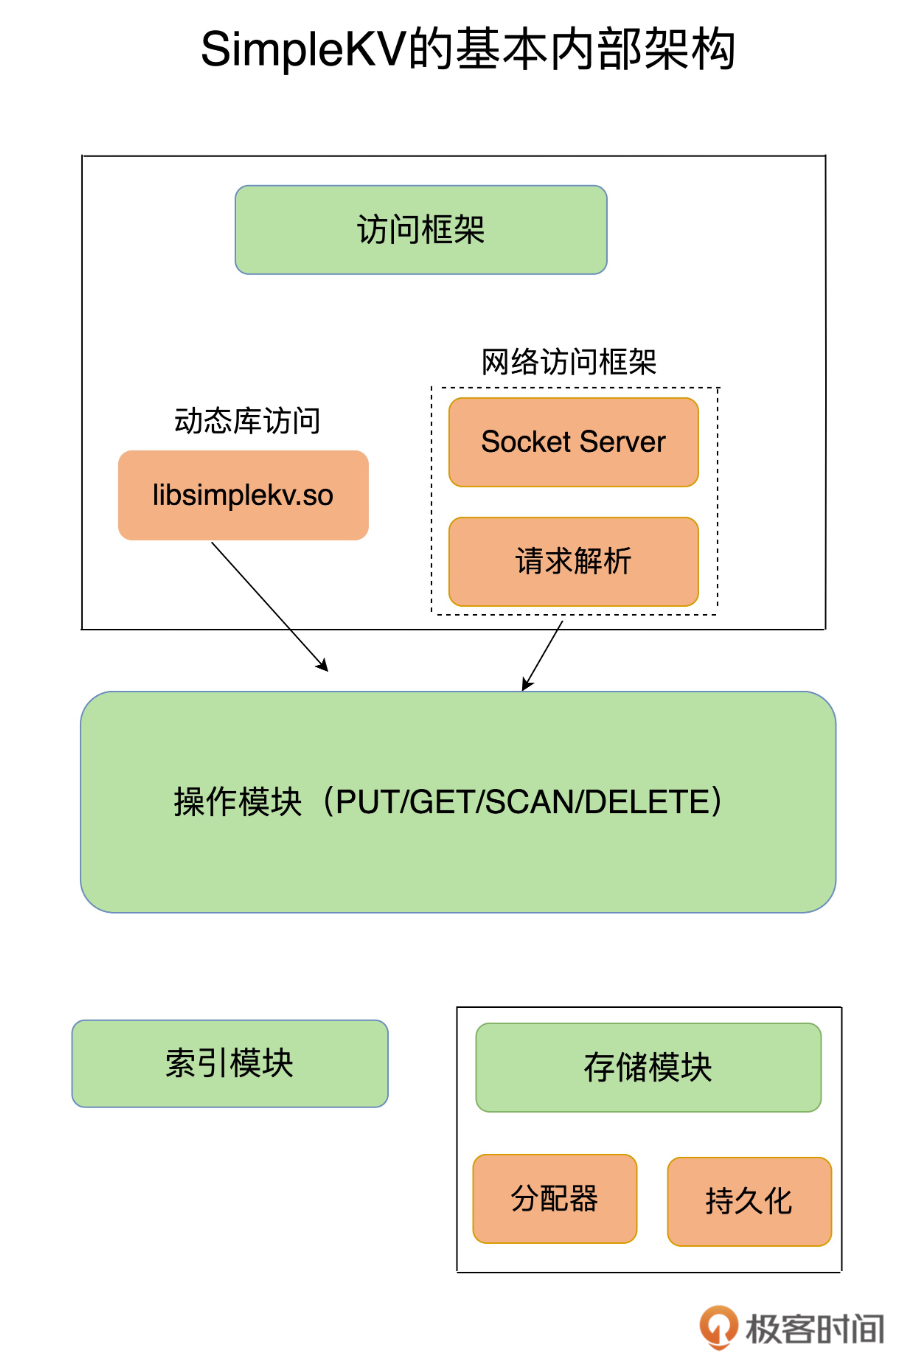 SimpleKV的基本内部架构
访问框架
网络访问框架
动态库访问
Socket Server
libsimplekv.so
请求解析
操作模块（PUT/GET/SCAN/DELETE）
索引模块
存储模块
分配器
持久化
极客时间